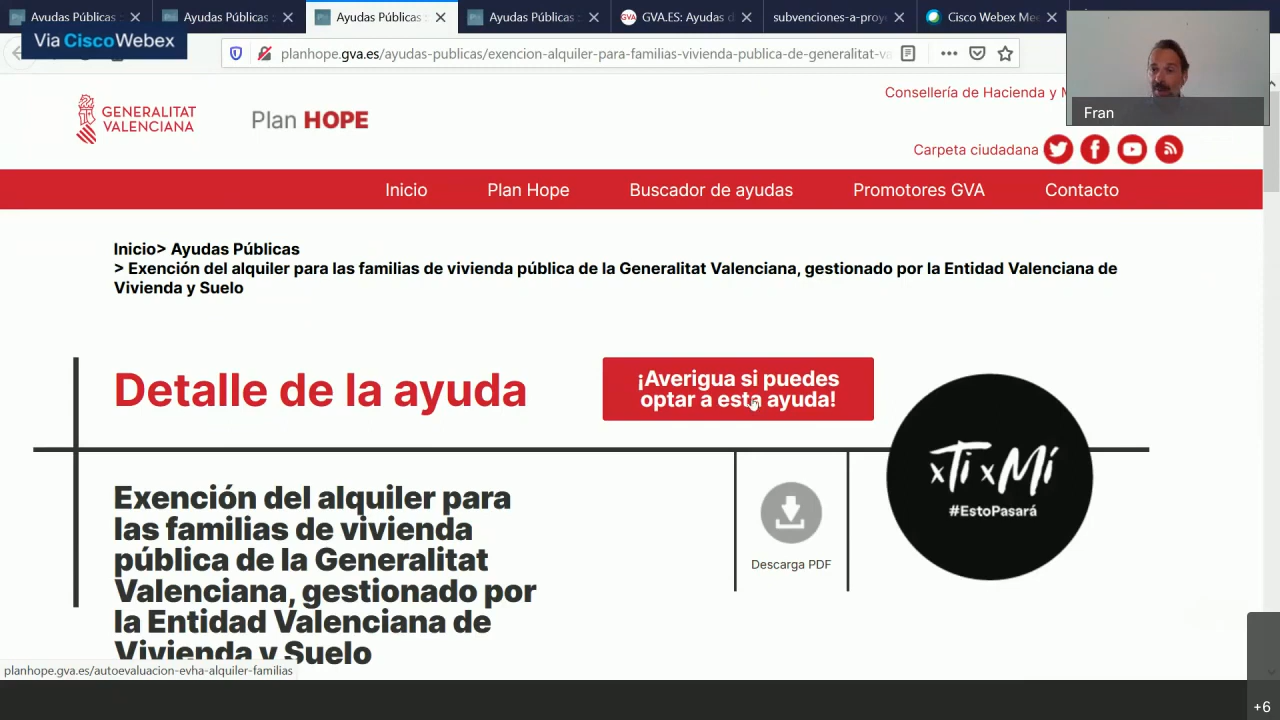 Ayudas Públicas
Ayudas Públicas
Ayudas Públicas
Ayudas Públicas
GVA
GVA.ES: Ayudas d
subvenciones-a-proye
Cisco Webex Mee
Via CiscoWebex
planhope.gva.es/ayudas-publicas/exencion-alquiler-para-familias-vivienda-publica-de-generalitat-va
Fran
GENERALITAT
VALENCIANA
Plan HOPE
Consellería de Hacienda y M
Carpeta ciudadana
Inicio
Plan Hope
Buscador de ayudas
Promotores GVA
Contacto
Inicio> Ayudas Públicas
> Exención del alquiler para las familias de vivienda pública de la Generalitat Valenciana, gestionado por la Entidad Valenciana de
Vivienda y Suelo
Detalle de la ayuda
¡Averigua si puedes
optar a esta ayuda!
Exención del alquiler para
las familias de vivienda
pública de la Generalitat
Valenciana, gestionado por
la Entidad Valenciana de
Vivienda y Suelo
Descarga PDF
xTi xMí
#EstoPasará
planhope.gva.es/autoevaluacion-evha-alquiler-familias
+6